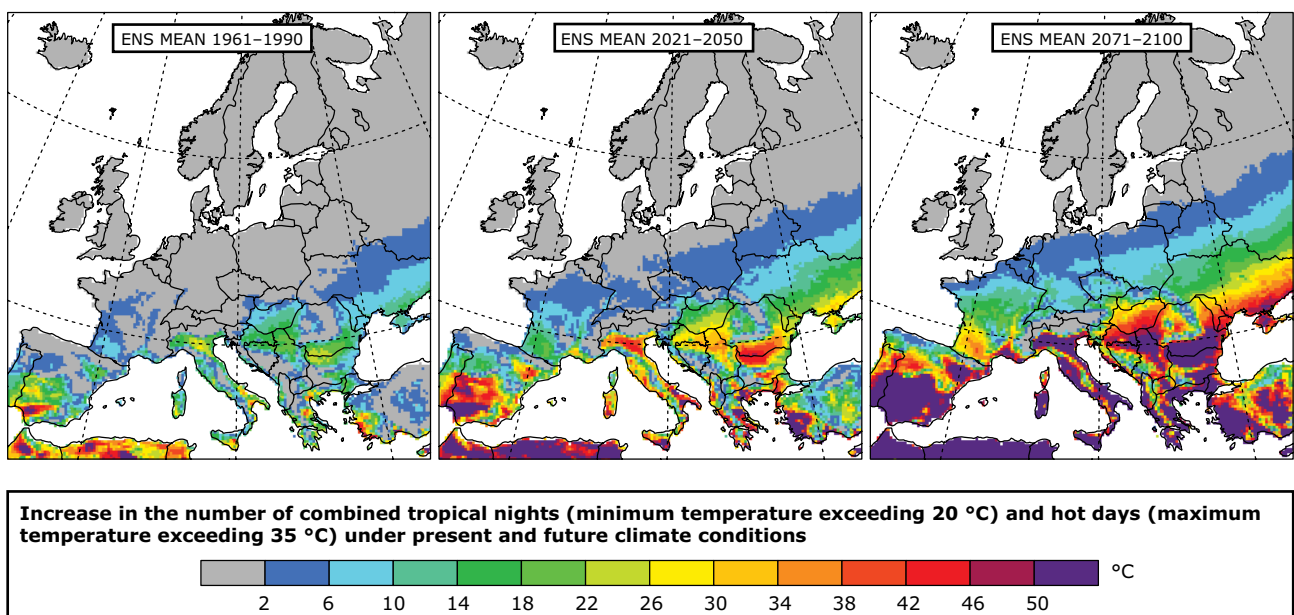 ENS MEAN 1961–1990
ENS MEAN 2021–2050
ENS MEAN 2071–2100
Increase in the number of combined tropical nights (minimum temperature exceeding 20 °C) and hot days (maximum
temperature exceeding 35 °C) under present and future climate conditions
°C
2 6 10 14 18 22 26 30 34 38 42 46 50